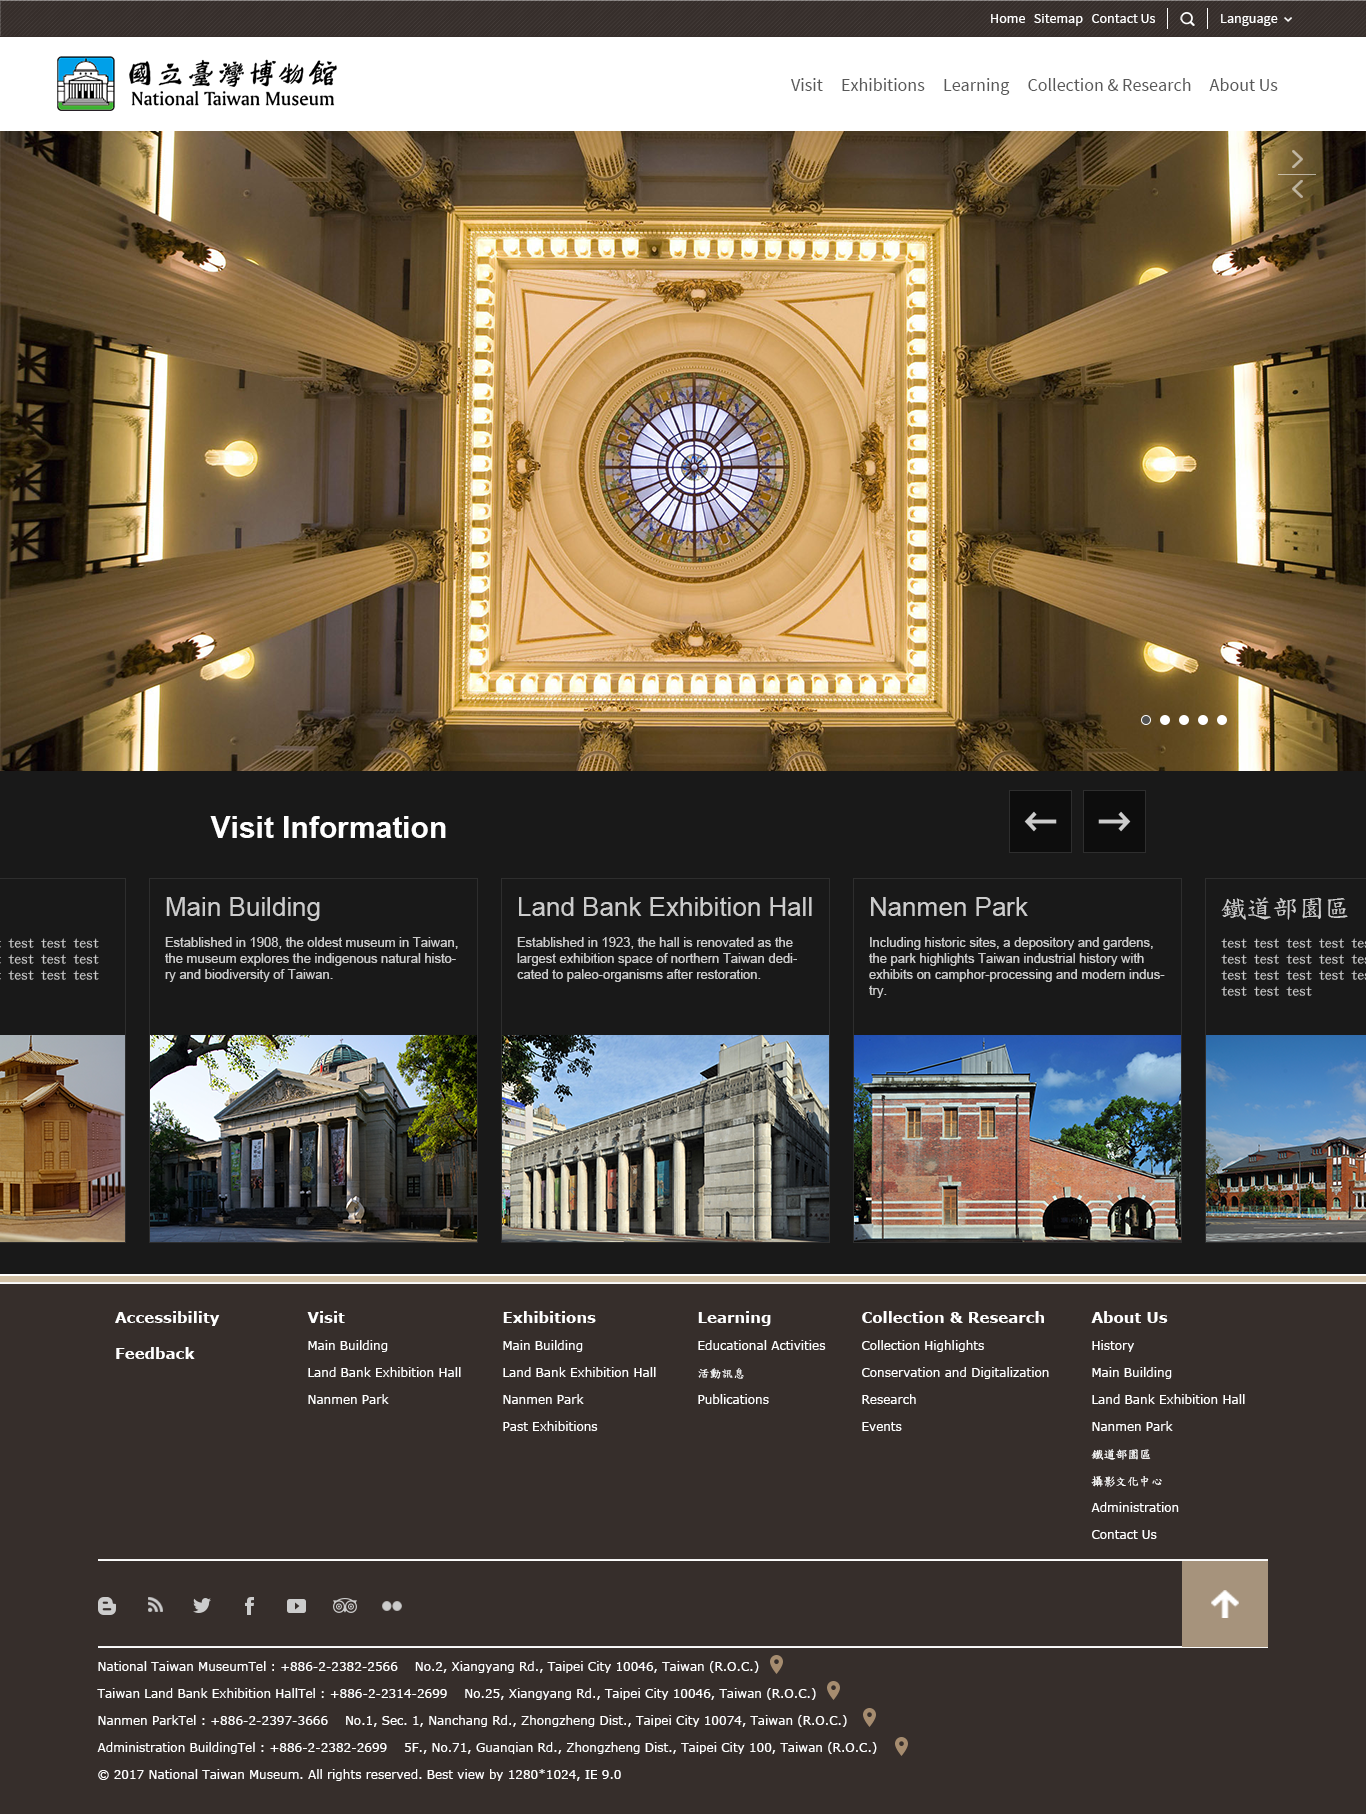 Home Sitemap Contact Us Language
國立臺灣博物館
National Taiwan Museum
Visit Exhibitions Learning Collection & Research About Us
Visit Information
test test test
test test test
test test test
Main Building
Established in 1908, the oldest museum in Taiwan,
the museum explores the indigenous natural histo-
ry and biodiversity of Taiwan.
Land Bank Exhibition Hall
Established in 1923, the hall is renovated as the
largest exhibition space of northern Taiwan dedi-
cated to paleo-organisms after restoration.
Nanmen Park
Including historic sites, a depository and gardens,
the park highlights Taiwan industrial history with
exhibits on camphor-processing and modern indus-
try.
鐵道部園區
test test test test te
test test test test te
test test test test te
test test test
Accessibility
Feedback
Visit
Main Building
Land Bank Exhibition Hall
Nanmen Park
Exhibitions
Main Building
Land Bank Exhibition Hall
Nanmen Park
Past Exhibitions
Learning
Educational Activities
活動訊息
Publications
Collection & Research
Collection Highlights
Conservation and Digitalization
Research
Events
About Us
History
Main Building
Land Bank Exhibition Hall
Nanmen Park
鐵道部園區
攝影文化中心
Administration
Contact Us
National Taiwan MuseumTel : +886-2-2382-2566 No.2, Xiangyang Rd., Taipei City 10046, Taiwan (R.O.C.)
Taiwan Land Bank Exhibition HallTel : +886-2-2314-2699 No.25, Xiangyang Rd., Taipei City 10046, Taiwan (R.O.C.)
Nanmen ParkTel : +886-2-2397-3666 No.1, Sec. 1, Nanchang Rd., Zhongzheng Dist., Taipei City 10074, Taiwan (R.O.C.)
Administration BuildingTel : +886-2-2382-2699 5F., No.71, Guanqian Rd., Zhongzheng Dist., Taipei City 100, Taiwan (R.O.C.)
© 2017 National Taiwan Museum. All rights reserved. Best view by 1280*1024, IE 9.0